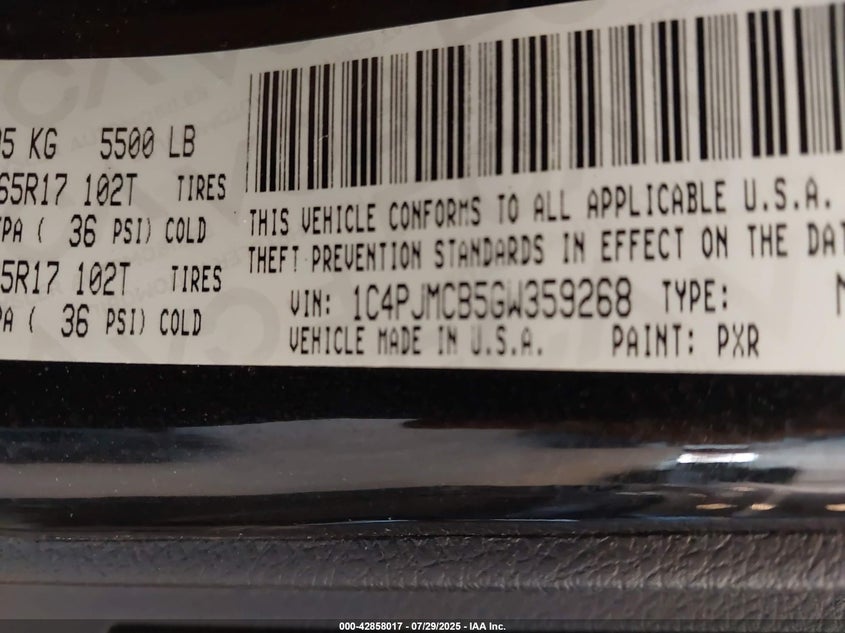 5 KG 5500 LB
65R17 102T TIRES
PA ( 36 PSI) COLD
5R17 102T TIRES
PA ( 36 PSI) COLD
THIS VEHICLE CONFORMS TO ALL APPLICABLE U.S.A.
THEFT PREVENTION STANDARDS IN EFFECT ON THE DAT
VIN: 1C4PJMCB5GW359268 TYPE:
VEHICLE MADE IN U.S.A. PAINT: PXR
000-42858017 - 07/29/2025 - IAA Inc.